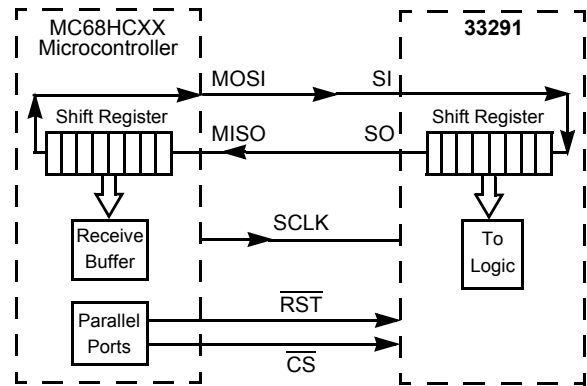 MC68HCXX
Microcontroller
33291
MOSI
SI
Shift Register
Shift Register
MISO
SO
SCLK
Receive
Buffer
To
Logic
Parallel
Ports
RST
CS